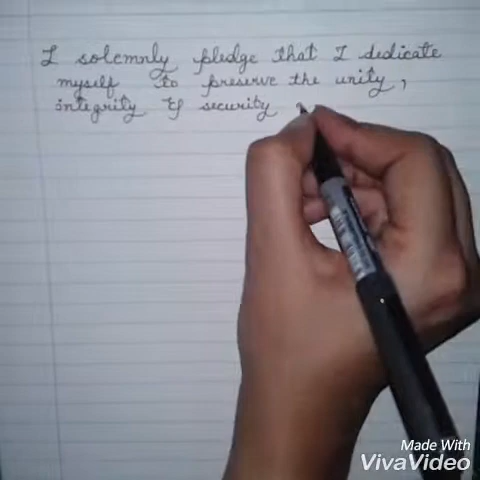 I solemnly pledge that I dedicate
myself to preserve the unity,
integrity & security
Made With
VivaVideo